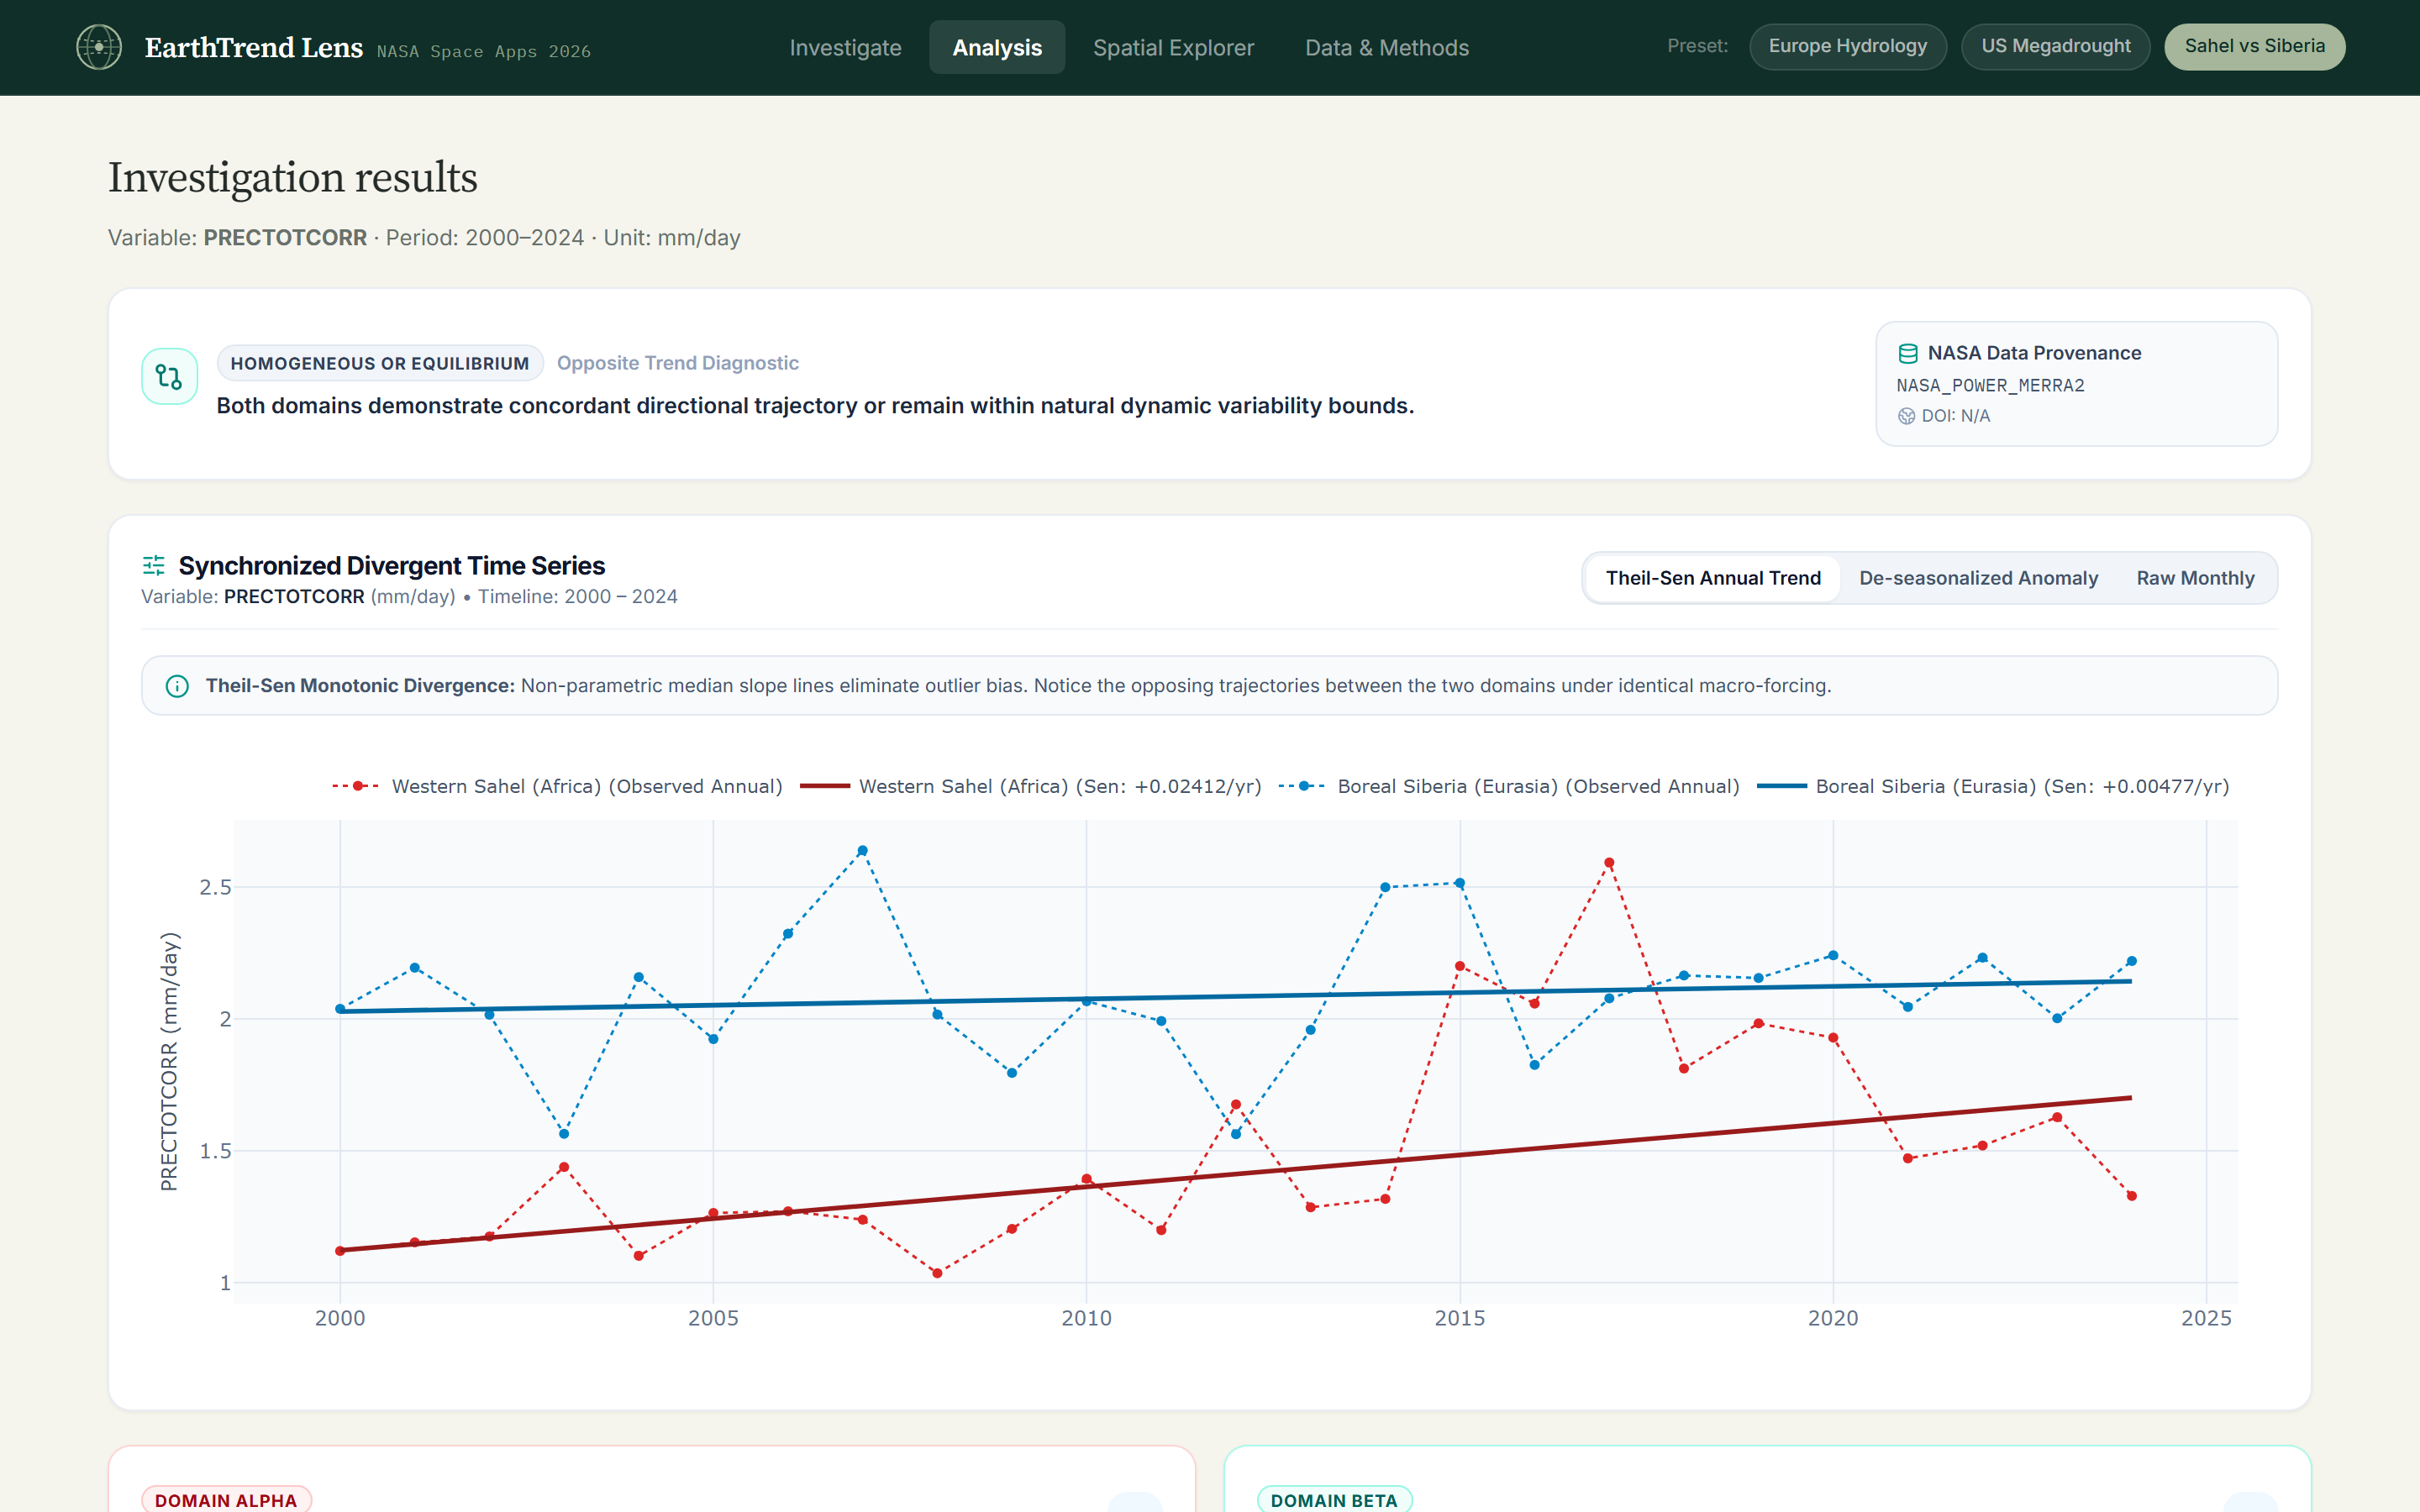 EarthTrend Lens NASA Space Apps 2026
Investigate Analysis Spatial Explorer Data & Methods
Preset: Europe Hydrology US Megadrought Sahel vs Siberia
Investigation results
Variable: PRECTOTCORR · Period: 2000–2024 · Unit: mm/day
HOMOGENEOUS OR EQUILIBRIUM Opposite Trend Diagnostic
Both domains demonstrate concordant directional trajectory or remain within natural dynamic variability bounds.
NASA Data Provenance
NASA_POWER_MERRA2
DOI: N/A
Synchronized Divergent Time Series
Variable: PRECTOTCORR (mm/day) • Timeline: 2000 – 2024
Theil-Sen Annual Trend De-seasonalized Anomaly Raw Monthly
Theil-Sen Monotonic Divergence: Non-parametric median slope lines eliminate outlier bias. Notice the opposing trajectories between the two domains under identical macro-forcing.
Western Sahel (Africa) (Observed Annual) Western Sahel (Africa) (Sen: +0.02412/yr) Boreal Siberia (Eurasia) (Observed Annual) Boreal Siberia (Eurasia) (Sen: +0.00477/yr)
PRECTOTCORR (mm/day)
2.5
2
1.5
1
2000 2005 2010 2015 2020 2025
DOMAIN ALPHA
DOMAIN BETA